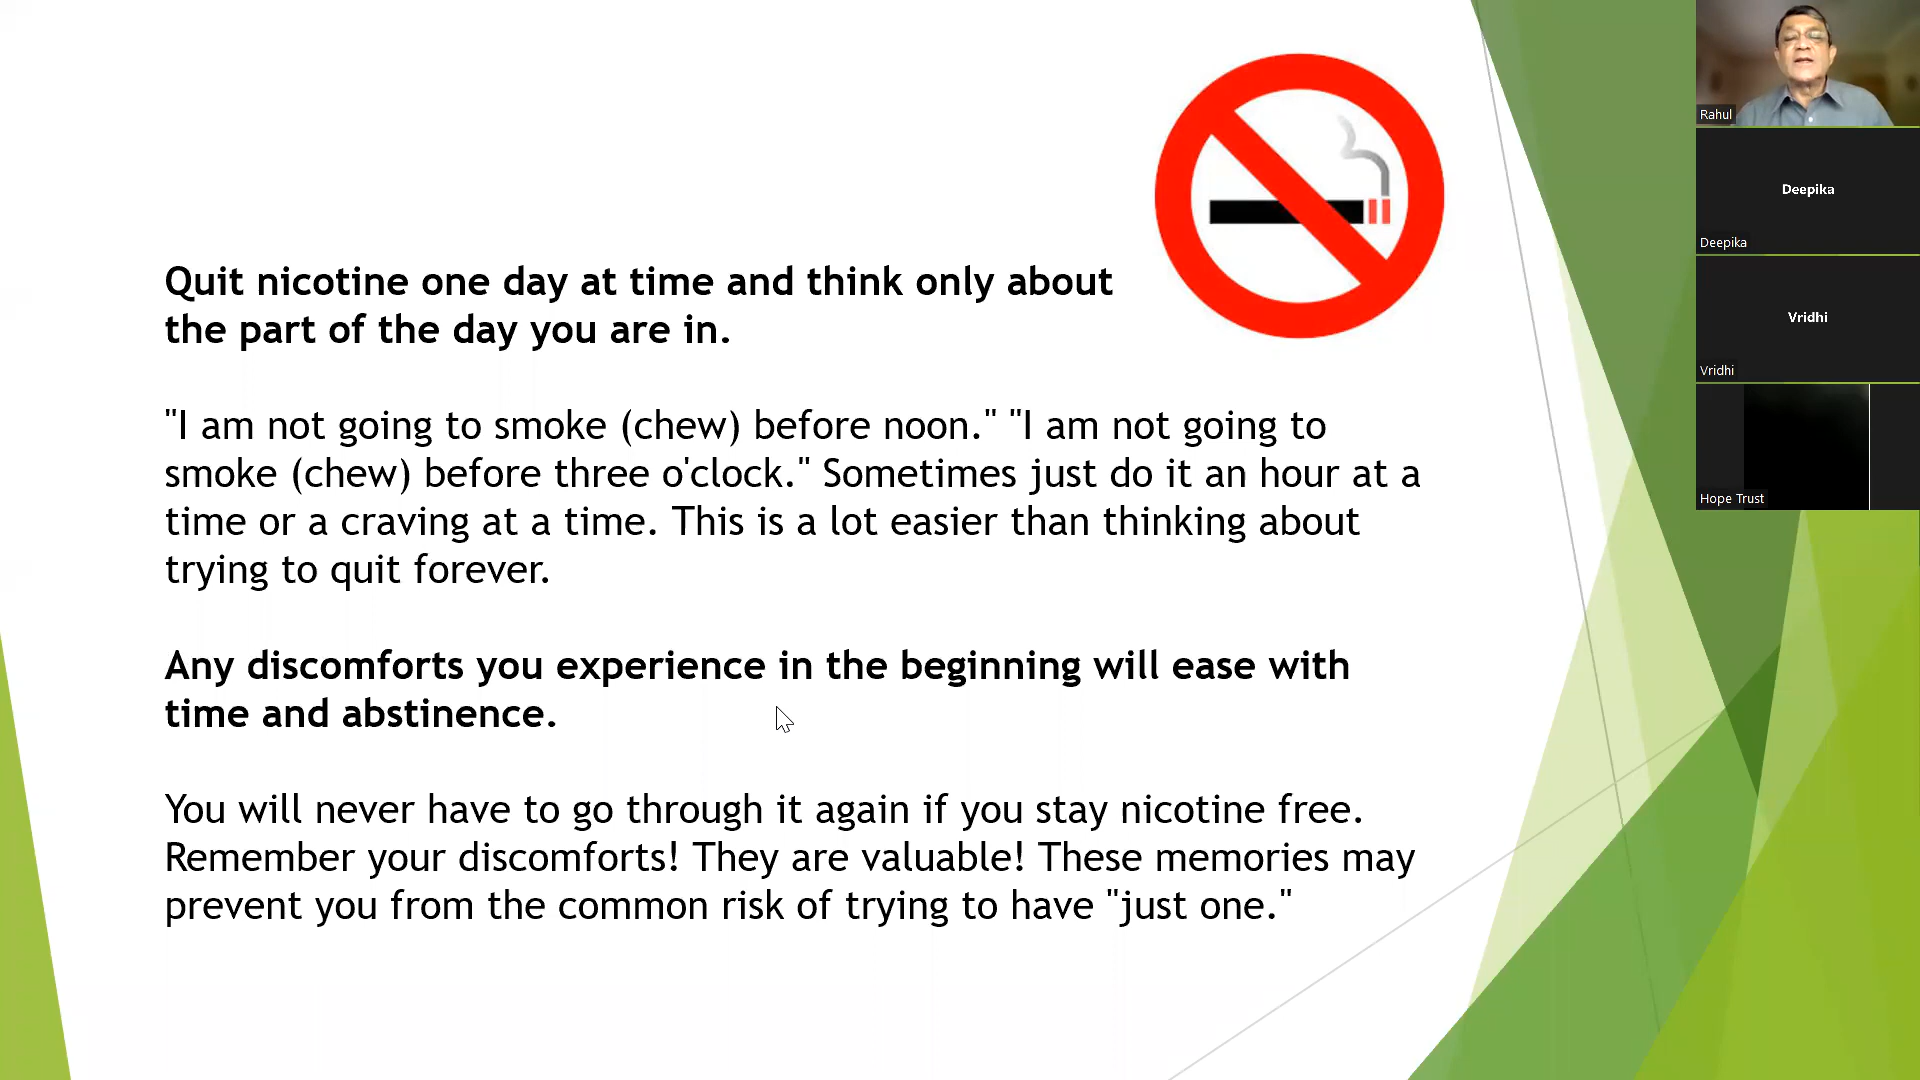 Quit nicotine one day at time and think only about
the part of the day you are in.
"I am not going to smoke (chew) before noon." "I am not going to
smoke (chew) before three o'clock." Sometimes just do it an hour at a
time or a craving at a time. This is a lot easier than thinking about
trying to quit forever.
Any discomforts you experience in the beginning will ease with
time and abstinence.
You will never have to go through it again if you stay nicotine free.
Remember your discomforts! They are valuable! These memories may
prevent you from the common risk of trying to have "just one."
Rahul
Deepika
Deepika
Vridhi
Vridhi
Hope Trust